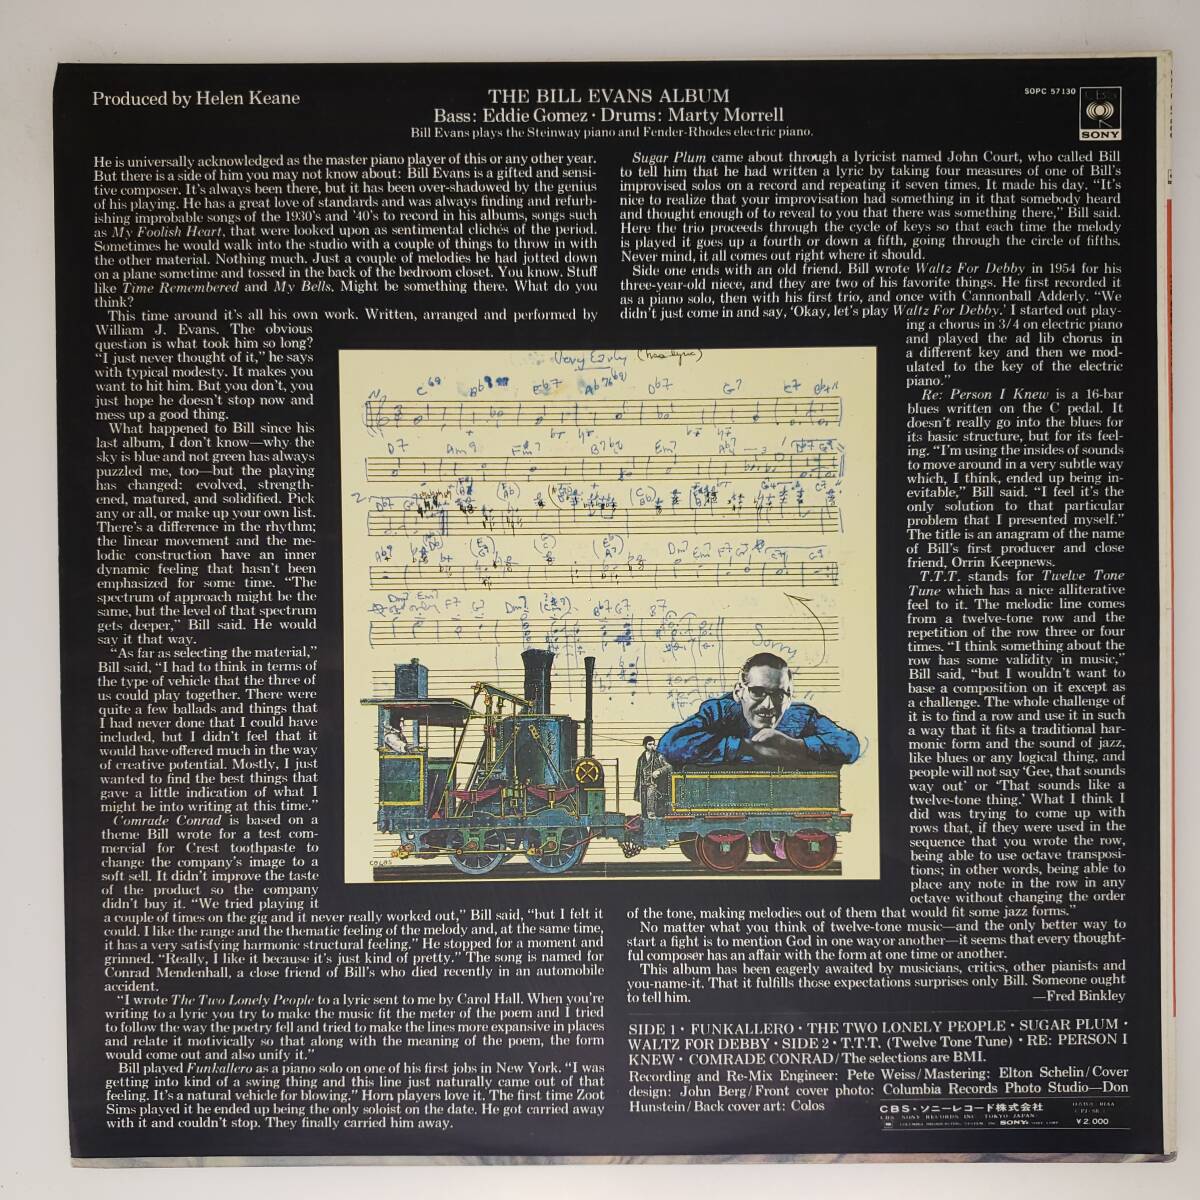 Produced by Helen Keane
THE BILL EVANS ALBUM
Bass: Eddie Gomez · Drums: Marty Morrell
Bill Evans plays the Steinway piano and Fender-Rhodes electric piano.
SOPC 57130
CBS
SONY
He is universally acknowledged as the master piano player of this or any other year.
But there is a side of him you may not know about: Bill Evans is a gifted and sensi-
tive composer. It's always been there, but it has been over-shadowed by the genius
of his playing. He has a great love of standards and was always finding and refurb-
ishing improbable songs of the 1930's and '40's to record in his albums, songs such
as My Foolish Heart, that were looked upon as sentimental clichés of the period.
Sometimes he would walk into the studio with a couple of things to throw in with
the other material. Nothing much. Just a couple of melodies he had jotted down
on a plane sometime and tossed in the back of the bedroom closet. You know. Stuff
like Time Remembered and My Bells. Might be something there. What do you
think?
This time around it's all his own work. Written, arranged and performed by
William J. Evans. The obvious
question is what took him so long?
"I just never thought of it," he says
with typical modesty. It makes you
want to hit him. But you don't, you
just hope he doesn't stop now and
mess up a good thing.
What happened to Bill since his
last album, I don't know—why the
sky is blue and not green has always
puzzled me, too—but the playing
has changed: evolved, strength-
ened, matured, and solidified. Pick
any or all, or make up your own list.
There's a difference in the rhythm;
the linear movement and the me-
lodic construction have an inner
dynamic feeling that hasn't been
emphasized for some time. "The
spectrum of approach might be the
same, but the level of that spectrum
gets deeper," Bill said. He would
say it that way.
"As far as selecting the material,"
Bill said, "I had to think in terms of
the type of vehicle that the three of
us could play together. There were
quite a few ballads and things that
I had never done that I could have
included, but I didn't feel that it
would have offered much in the way
of creative potential. Mostly, I just
wanted to find the best things that
gave a little indication of what I
might be into writing at this time."
Comrade Conrad is based on a
theme Bill wrote for a test com-
mercial for Crest toothpaste to
change the company's image to a
soft sell. It didn't improve the taste
of the product so the company
didn't buy it. "We tried playing it
a couple of times on the gig and it never really worked out," Bill said, "but I felt it
could. I like the range and the thematic feeling of the melody and, at the same time,
it has a very satisfying harmonic structural feeling." He stopped for a moment and
grinned. "Really, I like it because it's just kind of pretty." The song is named for
Conrad Mendenhall, a close friend of Bill's who died recently in an automobile
accident.
"I wrote The Two Lonely People to a lyric sent to me by Carol Hall. When you're
writing to a lyric you try to make the music fit the meter of the poem and I tried
to follow the way the poetry fell and tried to make the lines more expansive in places
and relate it motivically so that along with the meaning of the poem, the form
would come out and also unify it."
Bill played Funkallero as a piano solo on one of his first jobs in New York. "I was
getting into kind of a swing thing and this line just naturally came out of that
feeling. It's a natural vehicle for blowing." Horn players love it. The first time Zoot
Sims played it he ended up being the only soloist on the date. He got carried away
with it and couldn't stop. They finally carried him away.
Sugar Plum came about through a lyricist named John Court, who called Bill
to tell him that he had written a lyric by taking four measures of one of Bill's
improvised solos on a record and repeating it seven times. It made his day. "It's
nice to realize that your improvisation had something in it that somebody heard
and thought enough of to reveal to you that there was something there," Bill said.
Here the trio proceeds through the cycle of keys so that each time the melody
is played it goes up a fourth or down a fifth, going through the circle of fifths.
Never mind, it all comes out right where it should.
Side one ends with an old friend. Bill wrote Waltz For Debby in 1954 for his
three-year-old niece, and they are two of his favorite things. He first recorded it
as a piano solo, then with his first trio, and once with Cannonball Adderly. "We
didn't just come in and say, 'Okay, let's play Waltz For Debby.' I started out play-
ing a chorus in 3/4 on electric piano
and played the ad lib chorus in
a different key and then we mod-
ulated to the key of the electric
piano."
Re: Person I Knew is a 16-bar
blues written on the C pedal. It
doesn't really go into the blues for
its basic structure, but for its feel-
ing. "I'm using the insides of sounds
to move around in a very subtle way
which, I think, ended up being in-
evitable," Bill said. "I feel it's the
only solution to that particular
problem that I presented myself."
The title is an anagram of the name
of Bill's first producer and close
friend, Orrin Keepnews.
T.T.T. stands for Twelve Tone
Tune which has a nice alliterative
feel to it. The melodic line comes
from a twelve-tone row and the
repetition of the row three or four
times. "I think something about the
row has some validity in music,"
Bill said, "but I wouldn't want to
base a composition on it except as
a challenge. The whole challenge of
it is to find a row and use it in such
a way that it fits a traditional har-
monic form and the sound of jazz,
like blues or any logical thing, and
people will not say 'Gee, that sounds
way out' or 'That sounds like a
twelve-tone thing.' What I think I
did was trying to come up with
rows that, if they were used in the
sequence that you wrote the row,
being able to use octave transposi-
tions; in other words, being able to
place any note in the row in any
octave without changing the order
of the tone, making melodies out of them that would fit some jazz forms."
No matter what you think of twelve-tone music—and the only better way to
start a fight is to mention God in one way or another—it seems that every thought-
ful composer has an affair with the form at one time or another.
This album has been eagerly awaited by musicians, critics, other pianists and
you-name-it. That it fulfills those expectations surprises only Bill. Someone ought
to tell him.
—Fred Binkley
SIDE 1 · FUNKALLERO · THE TWO LONELY PEOPLE · SUGAR PLUM ·
WALTZ FOR DEBBY · SIDE 2 · T.T.T. (Twelve Tone Tune) · RE: PERSON I
KNEW · COMRADE CONRAD/The selections are BMI.
Recording and Re-Mix Engineer: Pete Weiss/Mastering: Elton Schelin/Cover
design: John Berg/Front cover photo: Columbia Records Photo Studio—Don
Hunstein/Back cover art: Colos
CBS・ソニーレコード株式会社
CBS SONY RECORDS INC. TOKYO JAPAN
¥2,000
Very Early (has lyric)
Sorry
COLOS